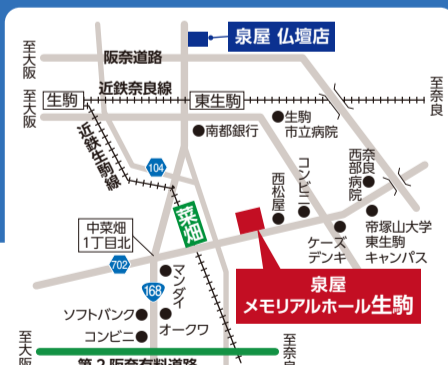 泉屋 仏壇店
至大阪
阪奈道路
近鉄奈良線
生駒
東生駒
至奈良
至大阪
近鉄生駒線
南都銀行
生駒
市立病院
104
菜畑
西松屋
コンビニ
奈良
西部病院
中菜畑
1丁目北
702
168
マンダイ
ケーズ
デンキ
帝塚山大学
東生駒
キャンパス
泉屋
メモリアルホール生駒
ソフトバンク
オークワ
コンビニ
至大阪
第2阪奈有料道路
至奈良